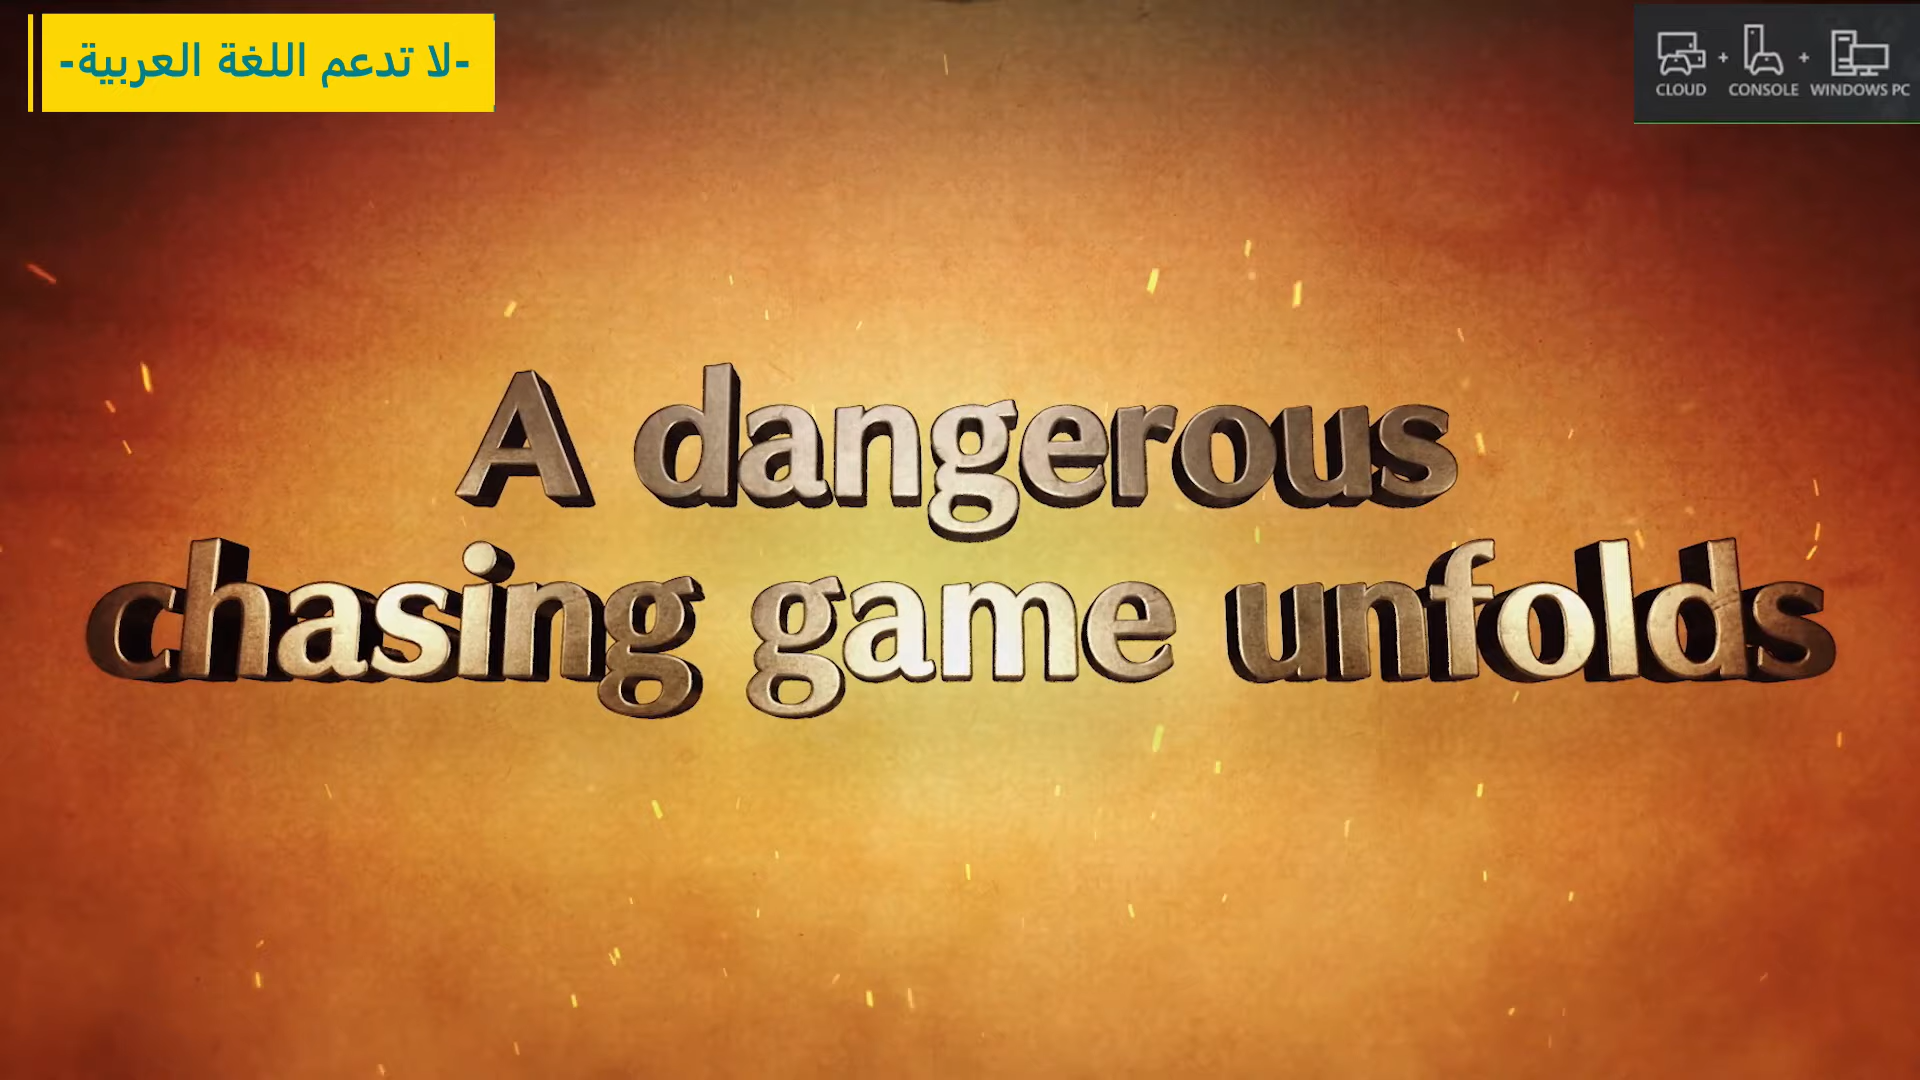 -لا تدعم اللغة العربية-
CLOUD + CONSOLE + WINDOWS PC
A dangerous
chasing game unfolds